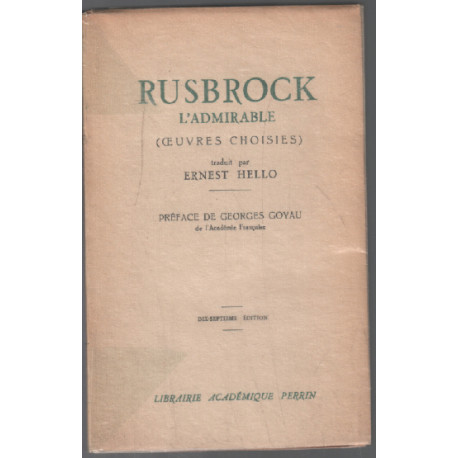 RUSBROCK
L'ADMIRABLE
(ŒUVRES CHOISIES)
traduit par
ERNEST HELLO
PRÉFACE DE GEORGES GOYAU
de l'Académie Française
DIX-SEPTIÈME ÉDITION
LIBRAIRIE ACADÉMIQUE PERRIN